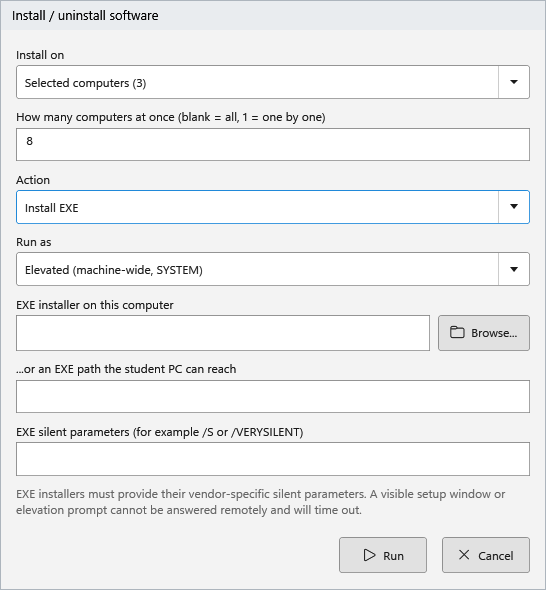 Install / uninstall software
Install on
Selected computers (3)
How many computers at once (blank = all, 1 = one by one)
8
Action
Install EXE
Run as
Elevated (machine-wide, SYSTEM)
EXE installer on this computer
Browse...
...or an EXE path the student PC can reach
EXE silent parameters (for example /S or /VERYSILENT)
EXE installers must provide their vendor-specific silent parameters. A visible setup window or
elevation prompt cannot be answered remotely and will time out.
Run
Cancel